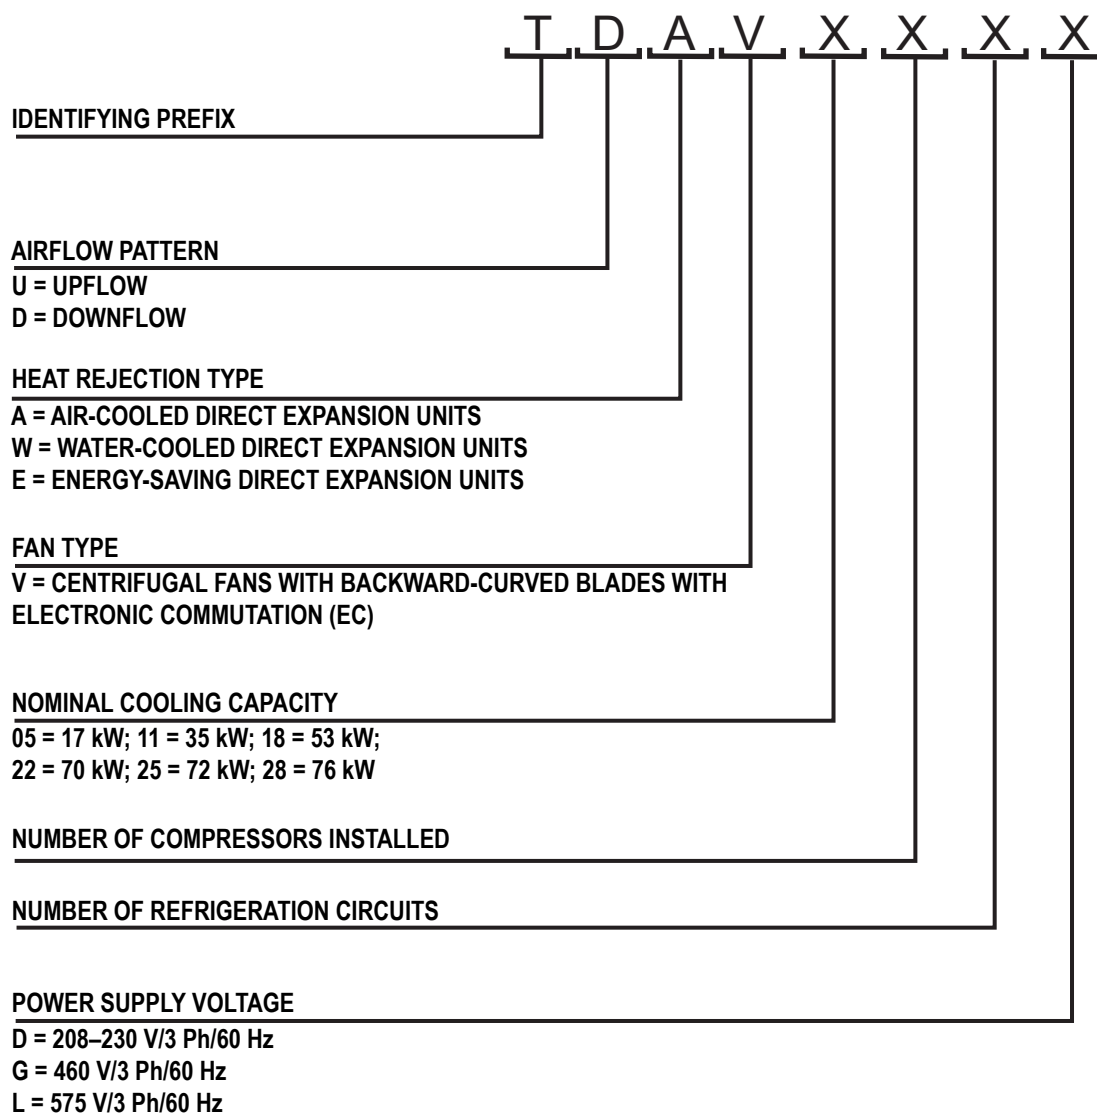 T D A V X X X X
IDENTIFYING PREFIX
AIRFLOW PATTERN
U = UPFLOW
D = DOWNFLOW
HEAT REJECTION TYPE
A = AIR-COOLED DIRECT EXPANSION UNITS
W = WATER-COOLED DIRECT EXPANSION UNITS
E = ENERGY-SAVING DIRECT EXPANSION UNITS
FAN TYPE
V = CENTRIFUGAL FANS WITH BACKWARD-CURVED BLADES WITH
ELECTRONIC COMMUTATION (EC)
NOMINAL COOLING CAPACITY
05 = 17 kW; 11 = 35 kW; 18 = 53 kW;
22 = 70 kW; 25 = 72 kW; 28 = 76 kW
NUMBER OF COMPRESSORS INSTALLED
NUMBER OF REFRIGERATION CIRCUITS
POWER SUPPLY VOLTAGE
D = 208–230 V/3 Ph/60 Hz
G = 460 V/3 Ph/60 Hz
L = 575 V/3 Ph/60 Hz